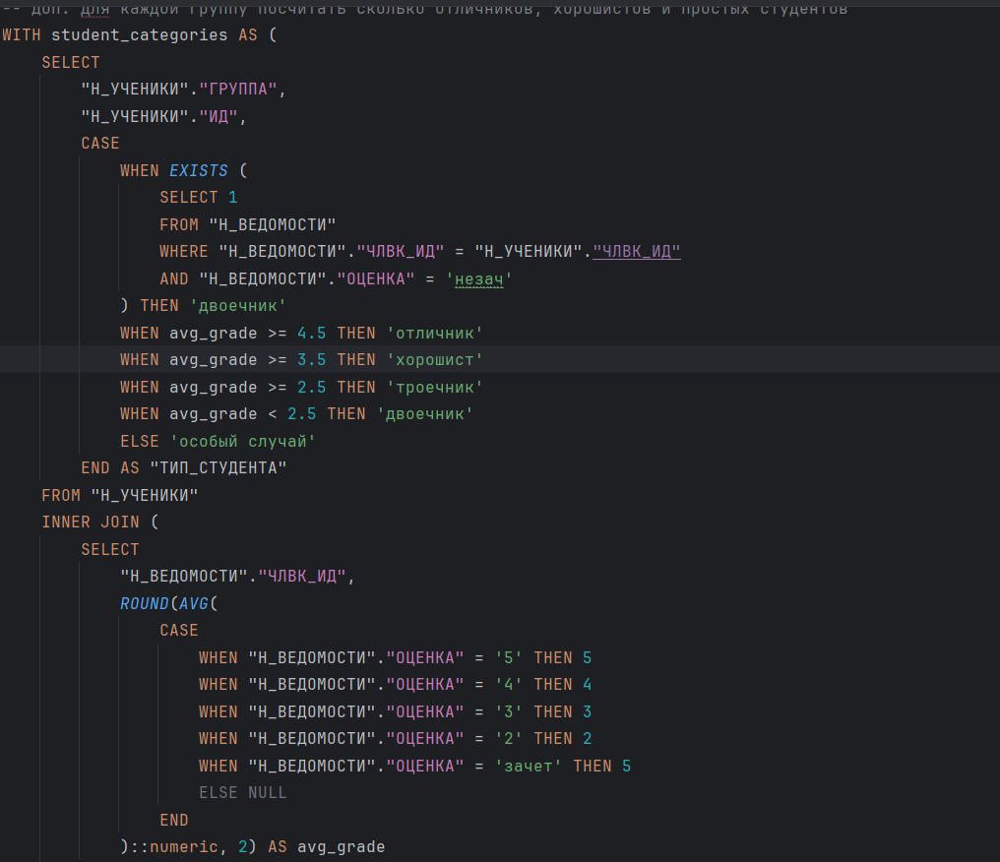 -- доп. Для каждой группу посчитать сколько отличников, хорошистов и простых студентов
WITH student_categories AS (
    SELECT
        "Н_УЧЕНИКИ"."ГРУППА",
        "Н_УЧЕНИКИ"."ИД",
        CASE
            WHEN EXISTS (
                SELECT 1
                FROM "Н_ВЕДОМОСТИ"
                WHERE "Н_ВЕДОМОСТИ"."ЧЛВК_ИД" = "Н_УЧЕНИКИ"."ЧЛВК_ИД"
                AND "Н_ВЕДОМОСТИ"."ОЦЕНКА" = 'незач'
            ) THEN 'двоечник'
            WHEN avg_grade >= 4.5 THEN 'отличник'
            WHEN avg_grade >= 3.5 THEN 'хорошист'
            WHEN avg_grade >= 2.5 THEN 'троечник'
            WHEN avg_grade < 2.5 THEN 'двоечник'
            ELSE 'особый случай'
        END AS "ТИП_СТУДЕНТА"
    FROM "Н_УЧЕНИКИ"
    INNER JOIN (
        SELECT
            "Н_ВЕДОМОСТИ"."ЧЛВК_ИД",
            ROUND(AVG(
                CASE
                    WHEN "Н_ВЕДОМОСТИ"."ОЦЕНКА" = '5' THEN 5
                    WHEN "Н_ВЕДОМОСТИ"."ОЦЕНКА" = '4' THEN 4
                    WHEN "Н_ВЕДОМОСТИ"."ОЦЕНКА" = '3' THEN 3
                    WHEN "Н_ВЕДОМОСТИ"."ОЦЕНКА" = '2' THEN 2
                    WHEN "Н_ВЕДОМОСТИ"."ОЦЕНКА" = 'зачет' THEN 5
                    ELSE NULL
                END
            )::numeric, 2) AS avg_grade